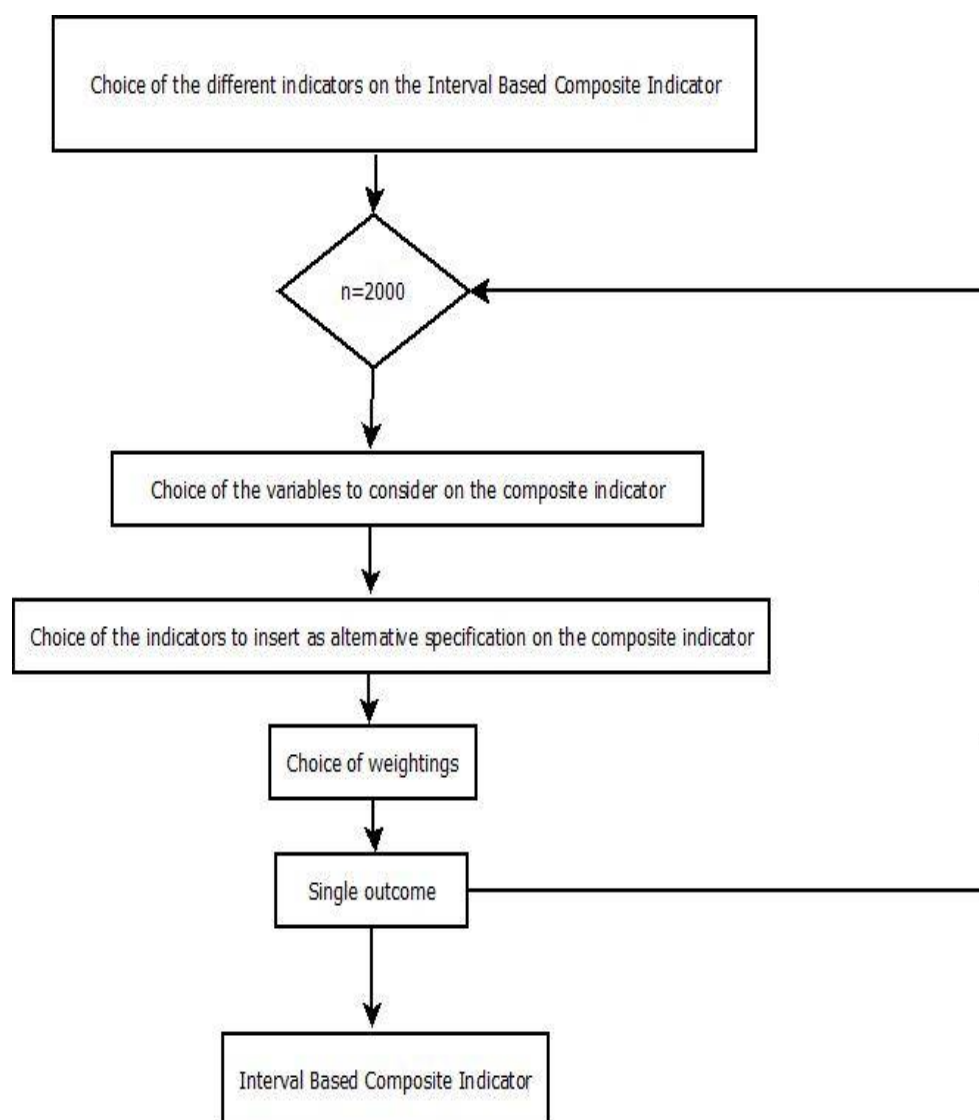 Choice of the different indicators on the Interval Based Composite Indicator
n=2000
Choice of the variables to consider on the composite indicator
Choice of the indicators to insert as alternative specification on the composite indicator
Choice of weightings
Single outcome
Interval Based Composite Indicator